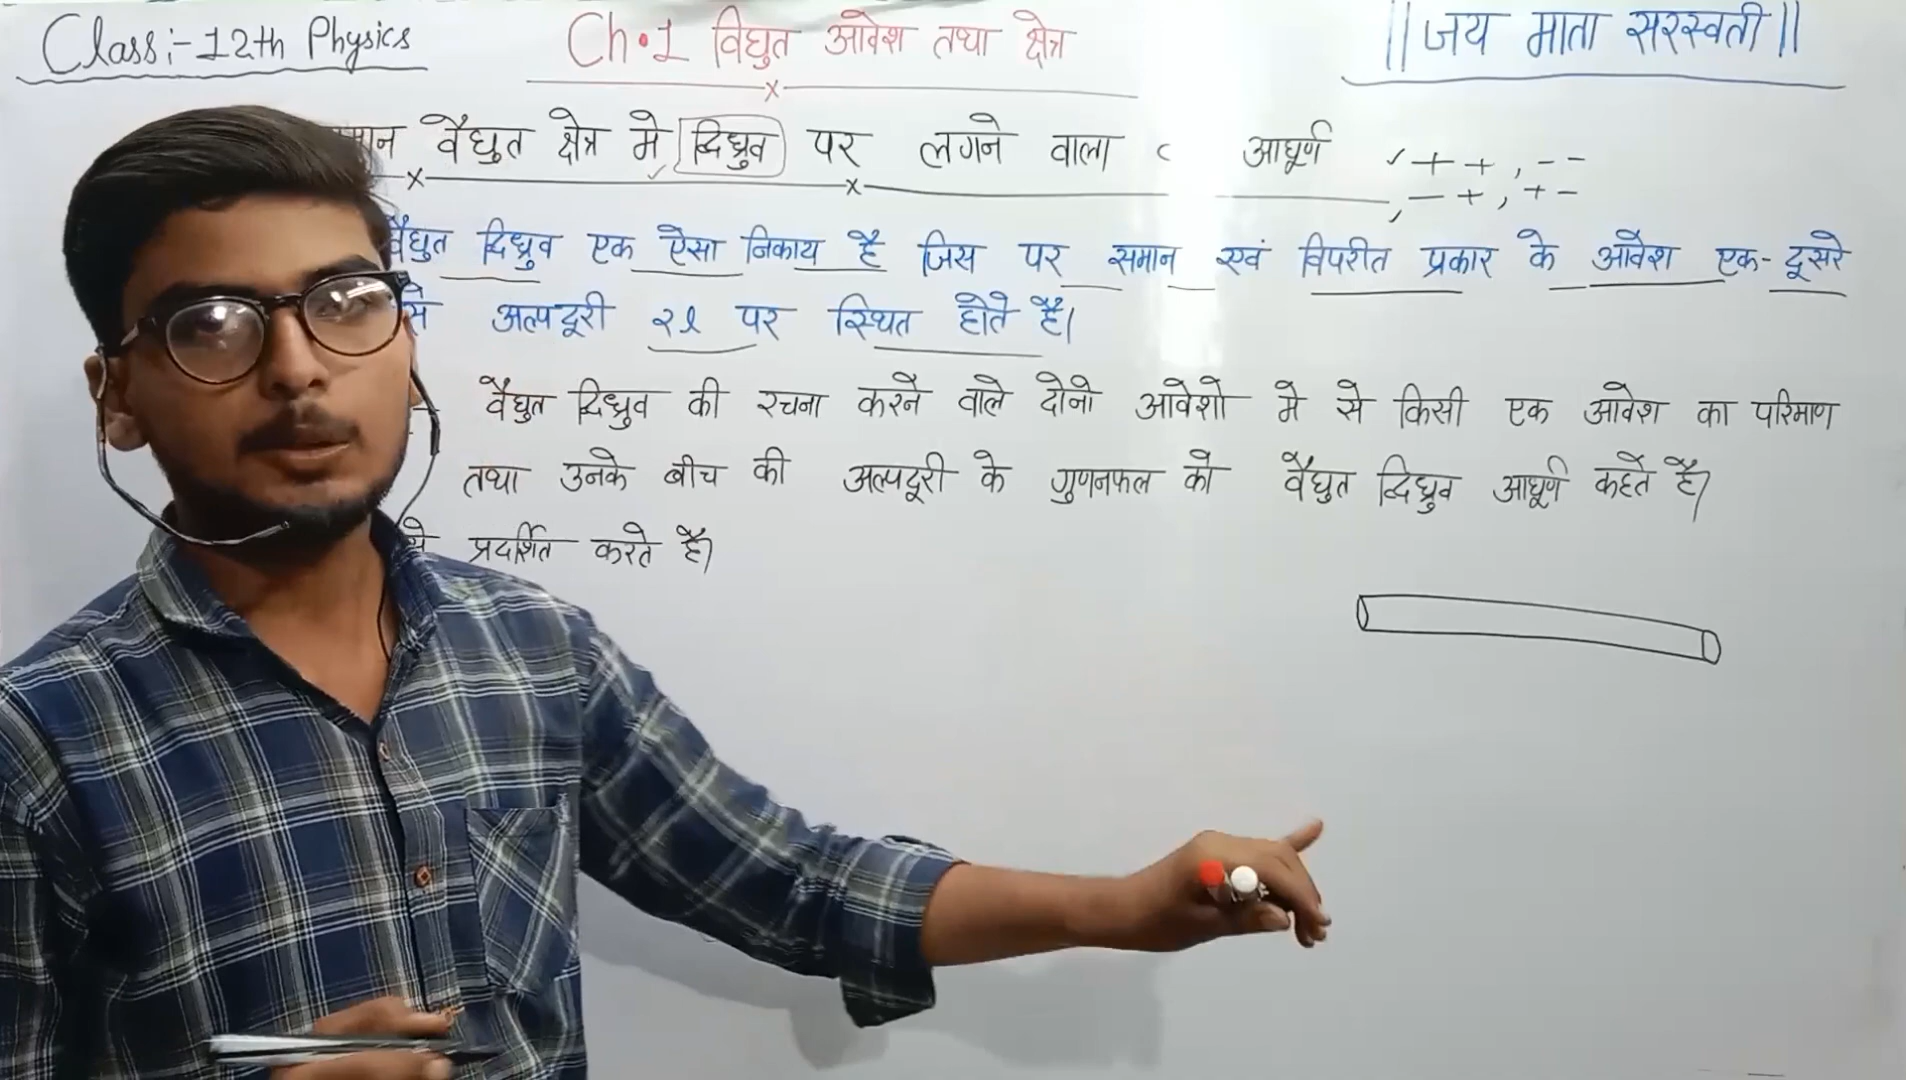 Class:-12th Physics
Ch.1 विद्युत आवेश तथा क्षेत्र
||जय माता सरस्वती||
वैद्युत क्षेत्र मे द्विध्रुव पर लगने वाला आघूर्ण
✓++, --
, -+, +-
वैद्युत द्विध्रुव एक ऐसा निकाय है जिस पर समान एवं विपरीत प्रकार के आवेश एक-दूसरे
से अल्पदूरी 2l पर स्थित होते है।
वैद्युत द्विध्रुव की रचना करने वाले दोनो आवेशो मे से किसी एक आवेश का परिमाण
तथा उनके बीच की अल्पदूरी के गुणनफल को वैद्युत द्विध्रुव आघूर्ण कहते है।
से प्रदर्शित करते है।